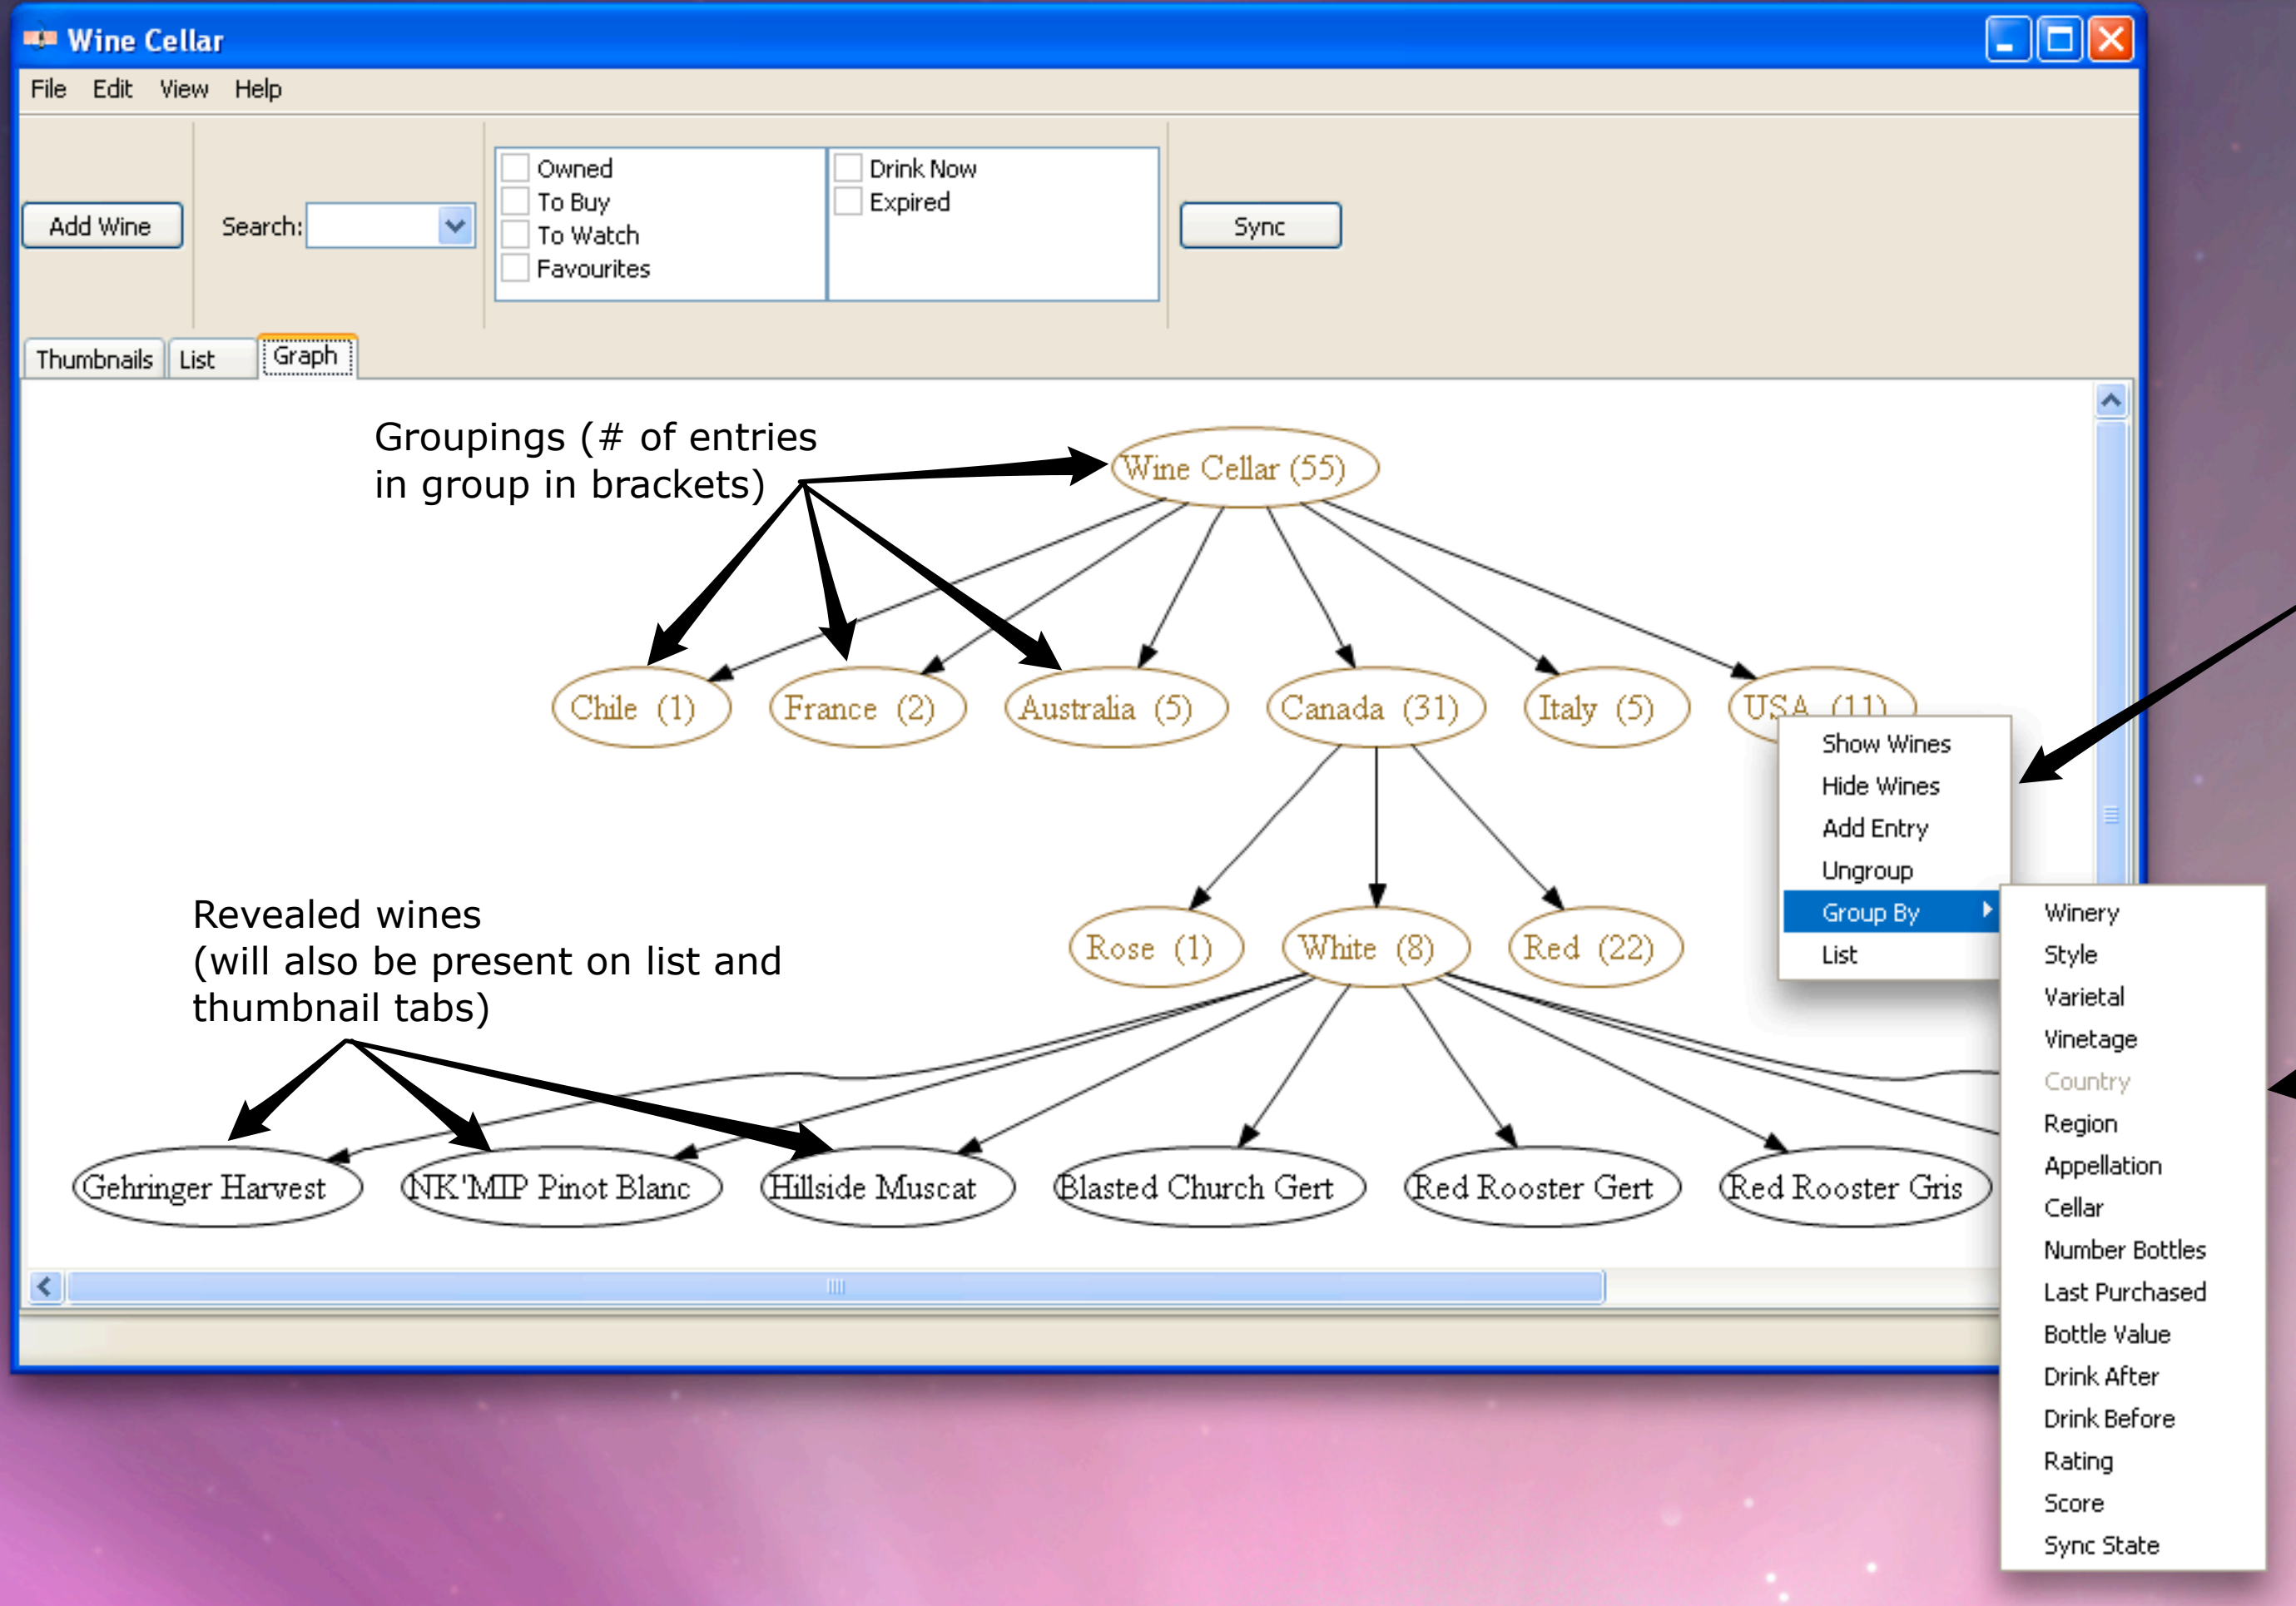 Wine Cellar
File Edit View Help
Add Wine
Search:
Owned
To Buy
To Watch
Favourites
Drink Now
Expired
Sync
Thumbnails List Graph
Groupings (# of entries
in group in brackets)
Wine Cellar (55)
Chile (1) France (2) Australia (5) Canada (31) Italy (5) USA (11)
Show Wines
Hide Wines
Add Entry
Ungroup
Group By
List
Revealed wines
(will also be present on list and
thumbnail tabs)
Rose (1) White (8) Red (22)
Gehringer Harvest NK'MIP Pinot Blanc Hillside Muscat Blasted Church Gert Red Rooster Gert Red Rooster Gris
Winery
Style
Varietal
Vinetage
Country
Region
Appellation
Cellar
Number Bottles
Last Purchased
Bottle Value
Drink After
Drink Before
Rating
Score
Sync State